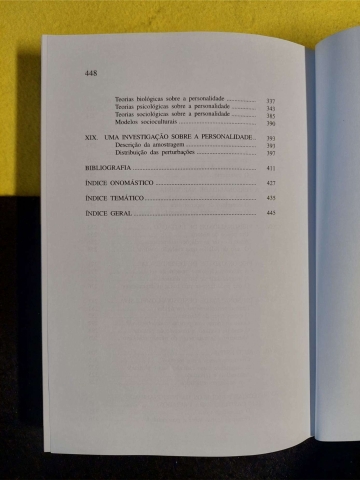 448
Teorias biológicas sobre a personalidade ........ 337
Teorias psicológicas sobre a personalidade ........ 341
Teorias sociológicas sobre a personalidade ........ 385
Modelos socioculturais ........ 390
XIX. UMA INVESTIGAÇÃO SOBRE A PERSONALIDADE .. 393
Descrição da amostragem ........ 393
Distribuição das perturbações ........ 397
BIBLIOGRAFIA ........ 411
ÍNDICE ONOMÁSTICO ........ 427
ÍNDICE TEMÁTICO ........ 435
ÍNDICE GERAL ........ 443